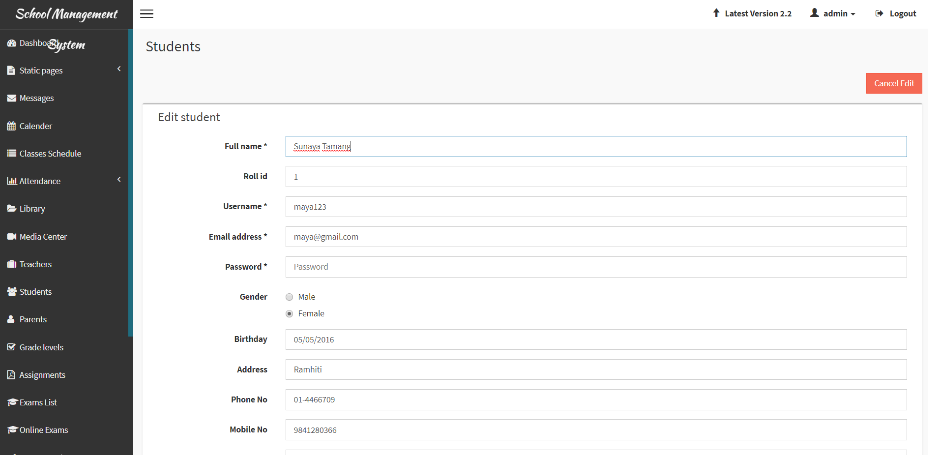 School Management
System
Latest Version 2.2
admin
Logout
Dashboard
Static pages
Messages
Calender
Classes Schedule
Attendance
Library
Media Center
Teachers
Students
Parents
Grade levels
Assignments
Exams List
Online Exams
Students
Cancel Edit
Edit student
Full name * Sunaya Tamang
Roll id 1
Username * maya123
Email address * maya@gmail.com
Password * Password
Gender Male
Female
Birthday 05/05/2016
Address Ramhiti
Phone No 01-4466709
Mobile No 9841280366